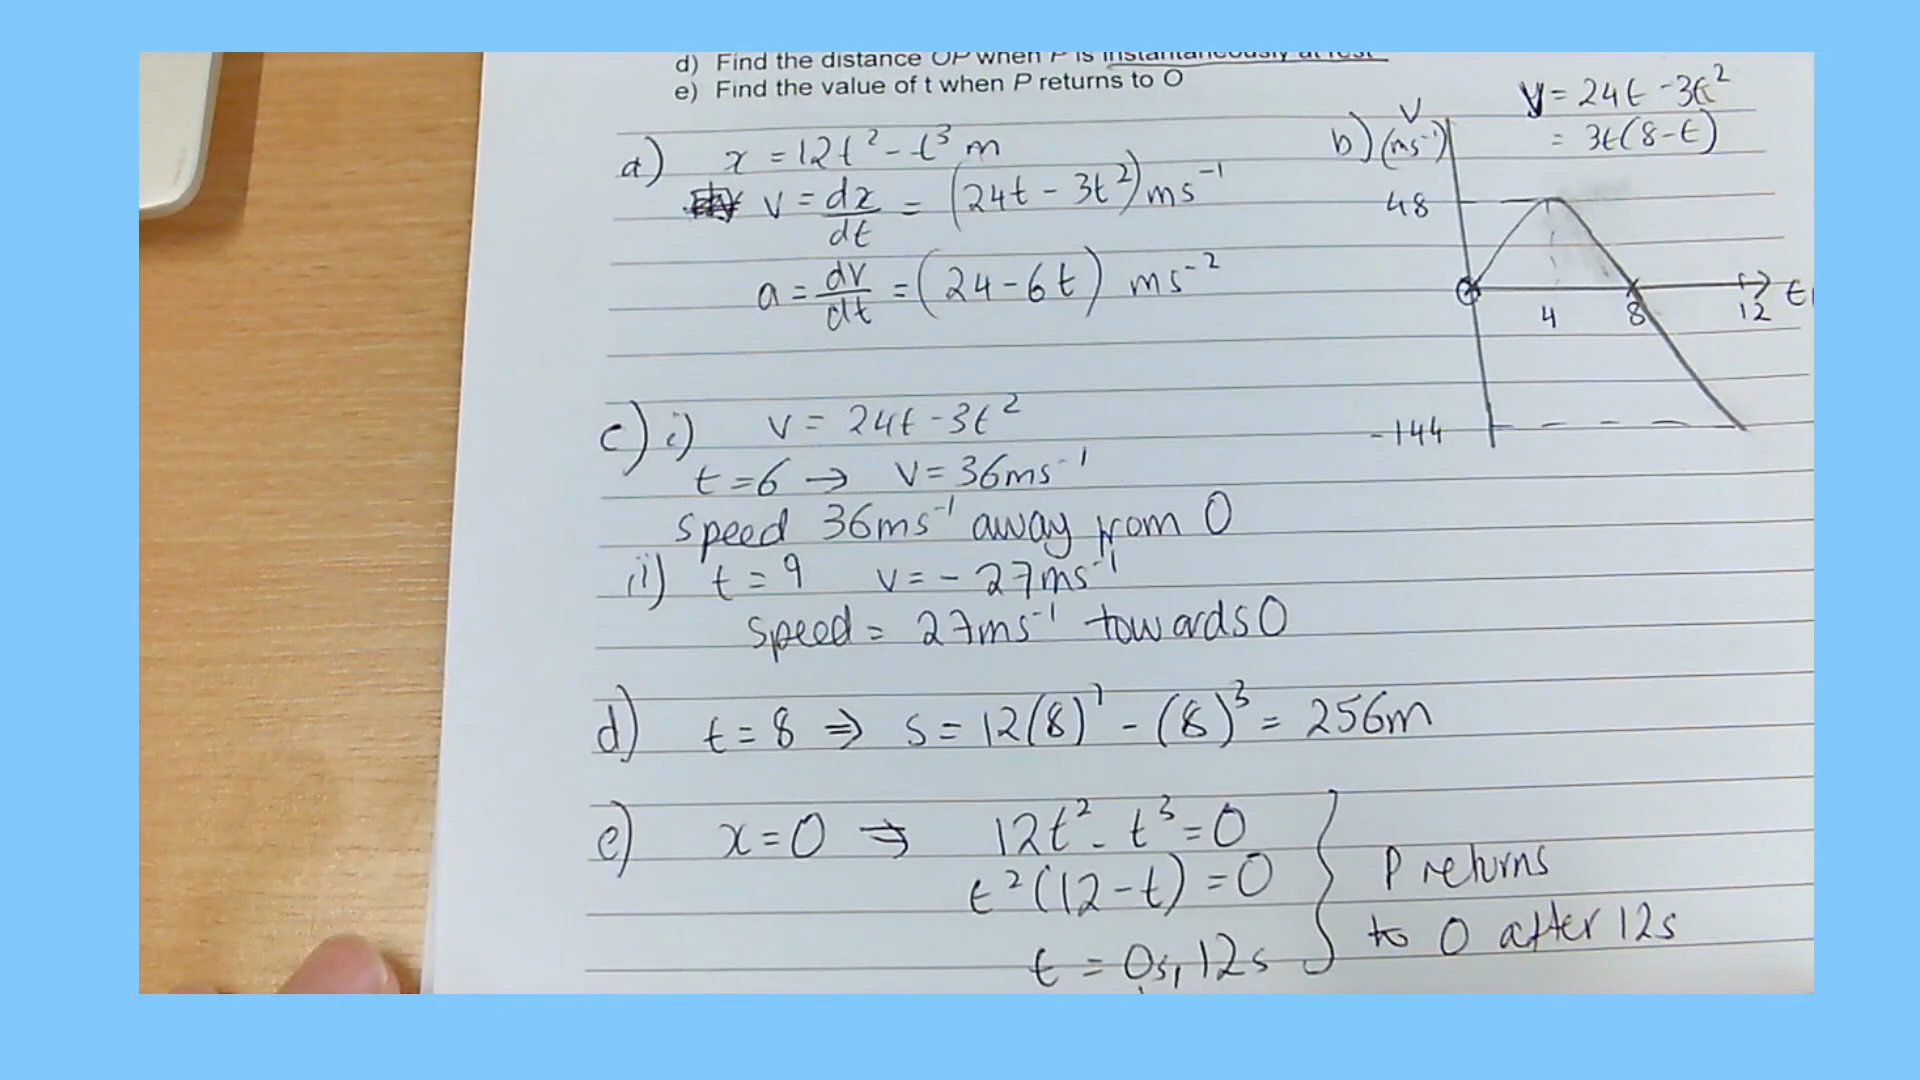 d) Find the distance OP when P is instantaneously at rest
e) Find the value of t when P returns to O
a) x = 12t² - t³ m
v = dx/dt = (24t - 3t²) ms⁻¹
a = dv/dt = (24 - 6t) ms⁻²
b) v (ms⁻¹)
v = 24t - 3t²
= 3t(8-t)
48
4 8 12 t
-144
c) i) v = 24t - 3t²
t = 6 → v = 36ms⁻¹
speed 36ms⁻¹ away from O
ii) t = 9 v = - 27ms⁻¹
speed = 27ms⁻¹ towards O
d) t = 8 ⇒ s = 12(8)² - (8)³ = 256m
e) x = 0 ⇒ 12t² - t³ = 0
t²(12 - t) = 0
t = 0s, 12s
P returns
to O after 12s